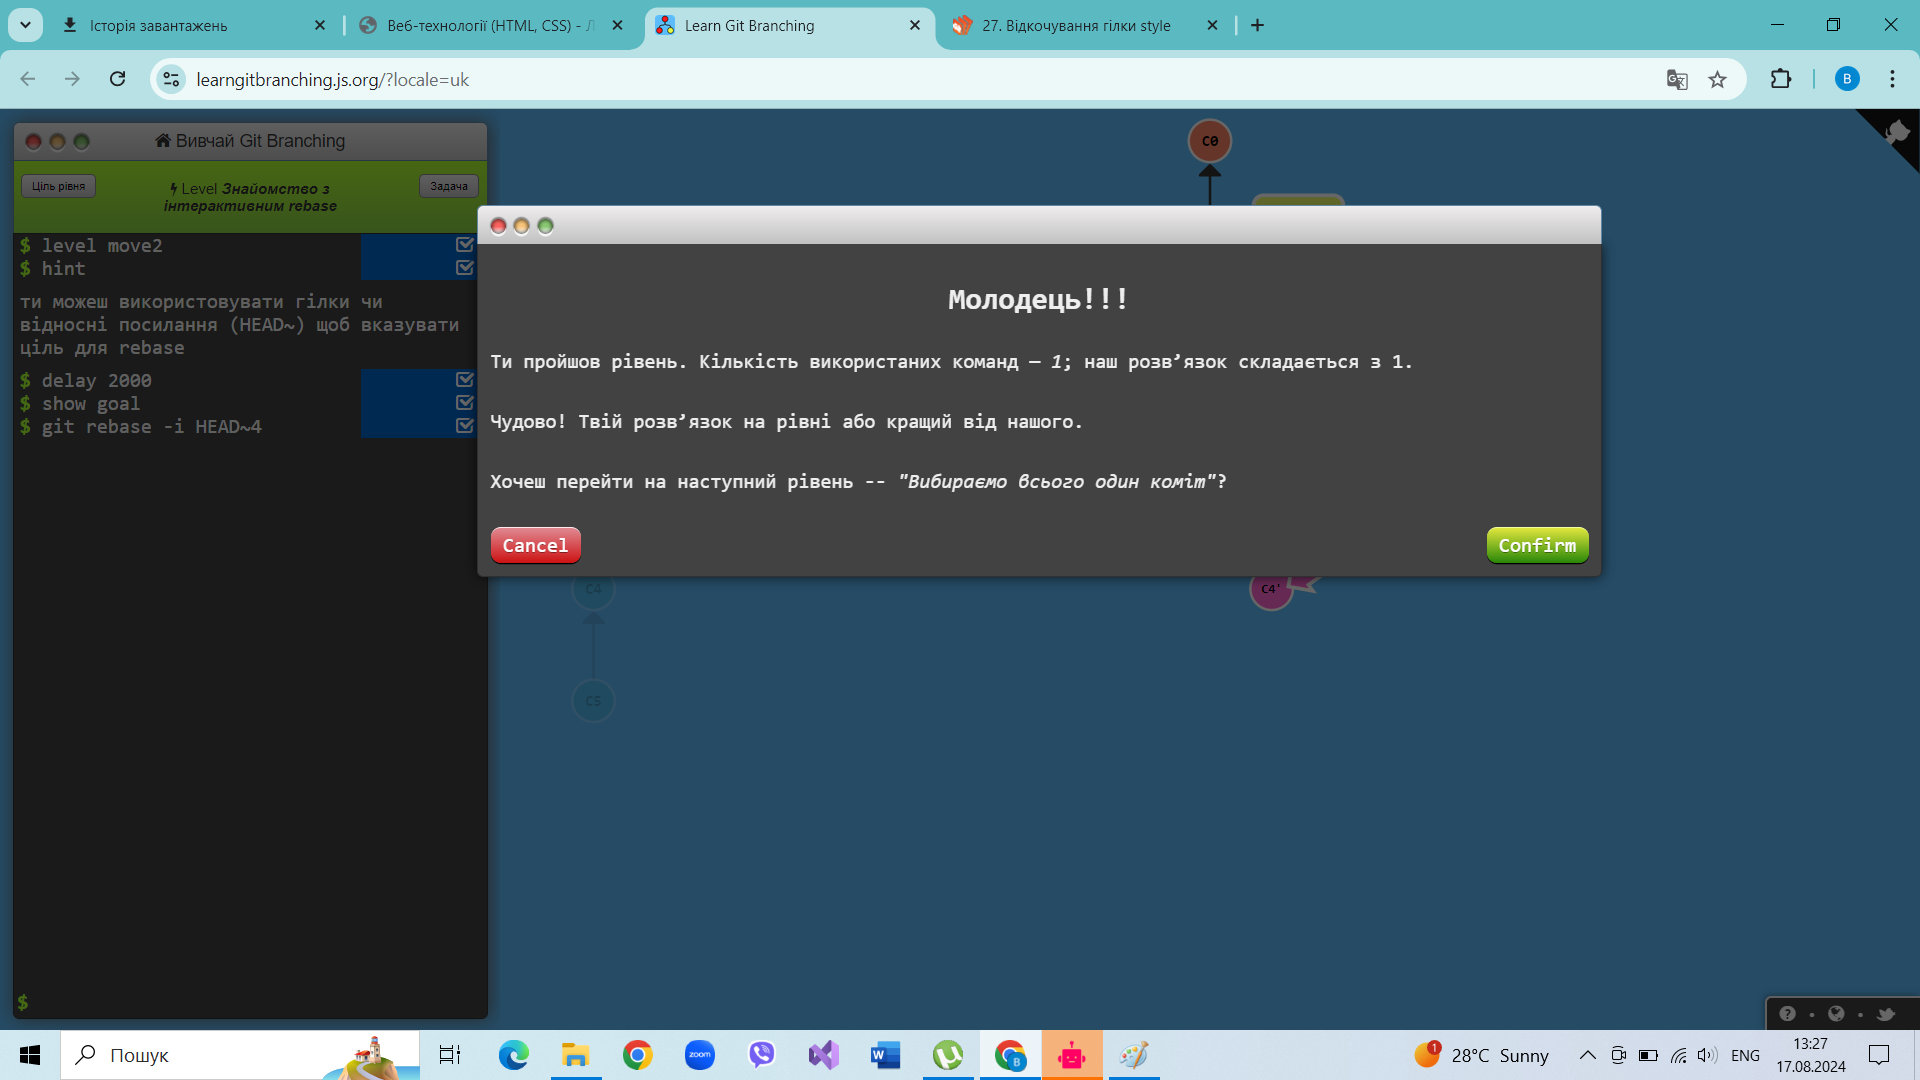 Історія завантажень
Веб-технології (HTML, CSS) - Л
Learn Git Branching
27. Відкочування гілки style
learngitbranching.js.org/?locale=uk
B
Вивчай Git Branching
Ціль рівня
Level Знайомство з
інтерактивним rebase
Задача
$ level move2
$ hint
ти можеш використовувати гілки чи
відносні посилання (HEAD~) щоб вказувати
ціль для rebase
$ delay 2000
$ show goal
$ git rebase -i HEAD~4
$
C0
Молодець!!!
Ти пройшов рівень. Кількість використаних команд — 1; наш розв’язок складається з 1.
Чудово! Твій розв’язок на рівні або кращий від нашого.
Хочеш перейти на наступний рівень -- "Вибираємо всього один коміт"?
Cancel
Confirm
C4
C4'
C5
Пошук
zoom
W
B
1
28°C Sunny
ENG
13:27
17.08.2024